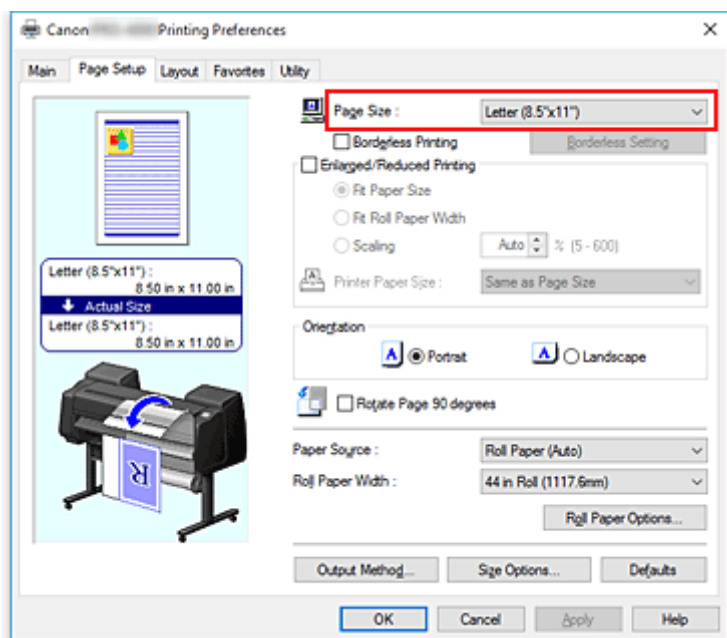 Canon Printing Preferences
Main Page Setup Layout Favorites Utility
Page Size : Letter (8.5"x11")
Borderless Printing Borderless Setting
Enlarged/Reduced Printing
Fit Paper Size
Fit Roll Paper Width
Scaling Auto % (5 - 600)
Printer Paper Size : Same as Page Size
Letter (8.5"x11") :
8.50 in x 11.00 in
Actual Size
Letter (8.5"x11") :
8.50 in x 11.00 in
Orientation
A Portrait A Landscape
Rotate Page 90 degrees
R
Paper Source : Roll Paper (Auto)
Roll Paper Width : 44 in Roll (1117.6mm)
Roll Paper Options...
Output Method... Size Options... Defaults
OK Cancel Apply Help